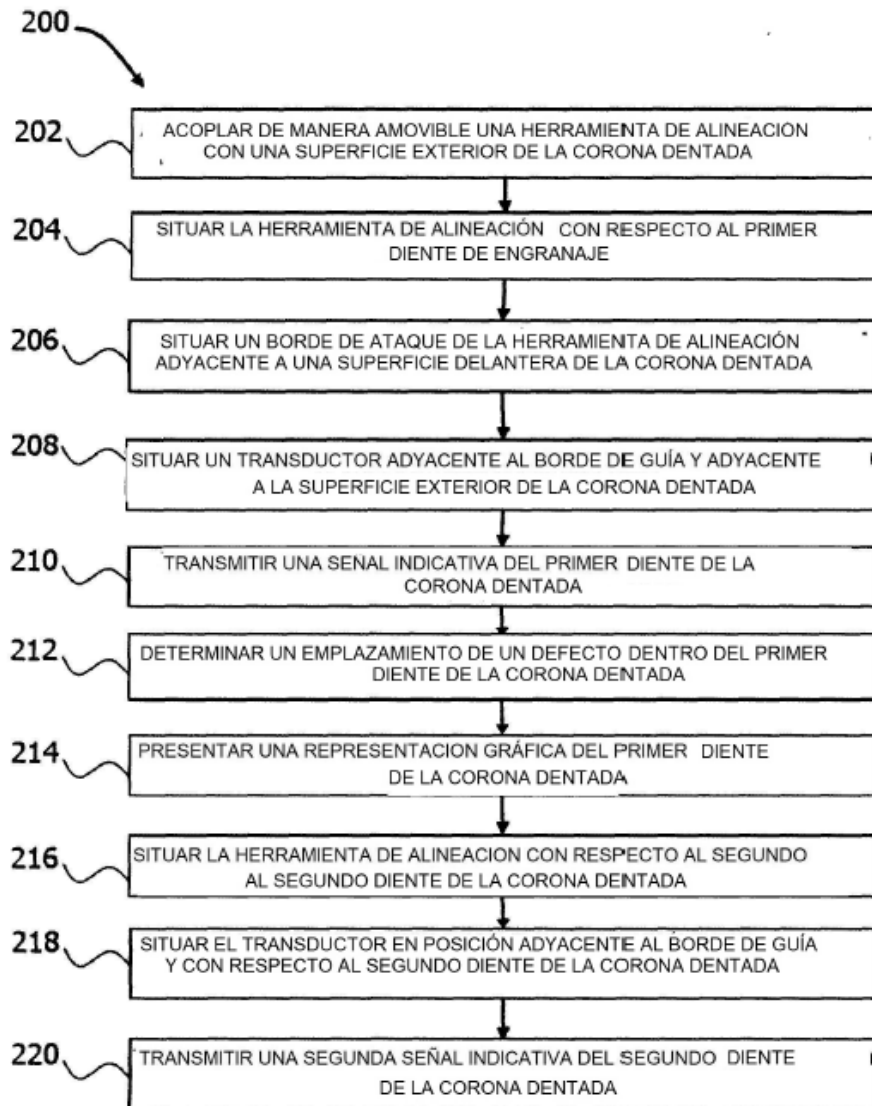 200
202
ACOPLAR DE MANERA AMOVIBLE UNA HERRAMIENTA DE ALINEACIÓN
CON UNA SUPERFICIE EXTERIOR DE LA CORONA DENTADA
204
SITUAR LA HERRAMIENTA DE ALINEACIÓN CON RESPECTO AL PRIMER
DIENTE DE ENGRANAJE
206
SITUAR UN BORDE DE ATAQUE DE LA HERRAMIENTA DE ALINEACIÓN
ADYACENTE A UNA SUPERFICIE DELANTERA DE LA CORONA DENTADA
208
SITUAR UN TRANSDUCTOR ADYACENTE AL BORDE DE GUÍA Y ADYACENTE
A LA SUPERFICIE EXTERIOR DE LA CORONA DENTADA
210
TRANSMITIR UNA SEÑAL INDICATIVA DEL PRIMER DIENTE DE LA
CORONA DENTADA
212
DETERMINAR UN EMPLAZAMIENTO DE UN DEFECTO DENTRO DEL PRIMER
DIENTE DE LA CORONA DENTADA
214
PRESENTAR UNA REPRESENTACION GRÁFICA DEL PRIMER DIENTE
DE LA CORONA DENTADA
216
SITUAR LA HERRAMIENTA DE ALINEACION CON RESPECTO AL SEGUNDO
AL SEGUNDO DIENTE DE LA CORONA DENTADA
218
SITUAR EL TRANSDUCTOR EN POSICIÓN ADYACENTE AL BORDE DE GUÍA
Y CON RESPECTO AL SEGUNDO DIENTE DE LA CORONA DENTADA
220
TRANSMITIR UNA SEGUNDA SEÑAL INDICATIVA DEL SEGUNDO DIENTE
DE LA CORONA DENTADA